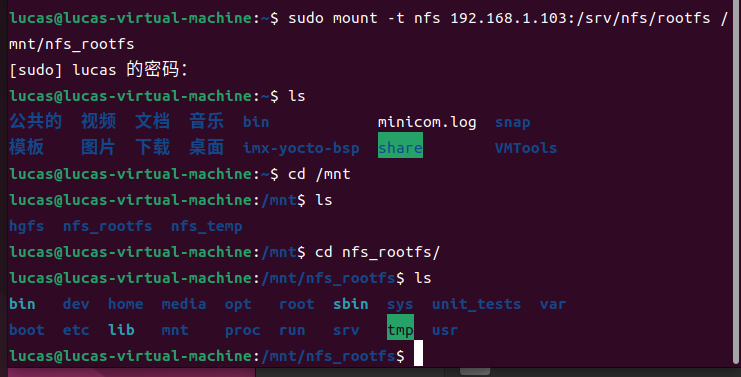 lucas@lucas-virtual-machine:~$ sudo mount -t nfs 192.168.1.103:/srv/nfs/rootfs /
mnt/nfs_rootfs
[sudo] lucas 的密码：
lucas@lucas-virtual-machine:~$ ls
公共的 视频 文档 音乐 bin minicom.log snap
模板 图片 下载 桌面 imx-yocto-bsp share VMTools
lucas@lucas-virtual-machine:~$ cd /mnt
lucas@lucas-virtual-machine:/mnt$ ls
hgfs nfs_rootfs nfs_temp
lucas@lucas-virtual-machine:/mnt$ cd nfs_rootfs/
lucas@lucas-virtual-machine:/mnt/nfs_rootfs$ ls
bin dev home media opt root sbin sys unit_tests var
boot etc lib mnt proc run srv tmp usr
lucas@lucas-virtual-machine:/mnt/nfs_rootfs$